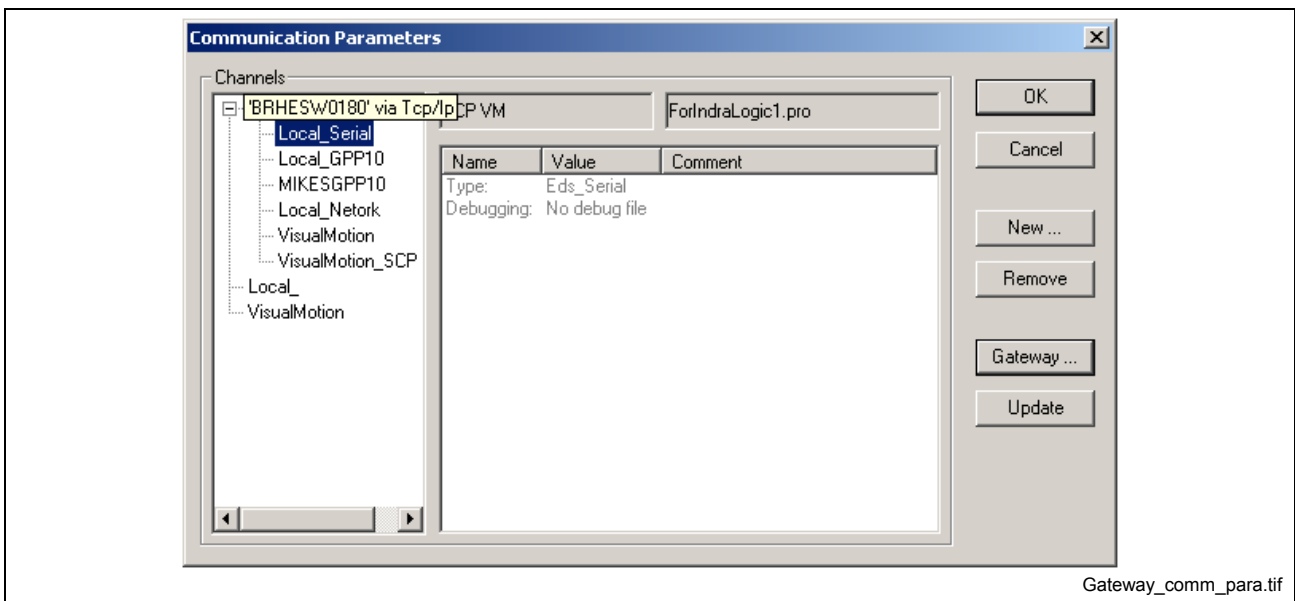 Communication Parameters
Channels
'BRHESW0180' via Tcp/Ip
CP VM
ForIndraLogic1.pro
Local_Serial
Local_GPP10
MIKESGPP10
Local_Netork
VisualMotion
VisualMotion_SCP
Local_
VisualMotion
Name Value Comment
Type: Eds_Serial
Debugging: No debug file
OK
Cancel
New ...
Remove
Gateway ...
Update
Gateway_comm_para.tif